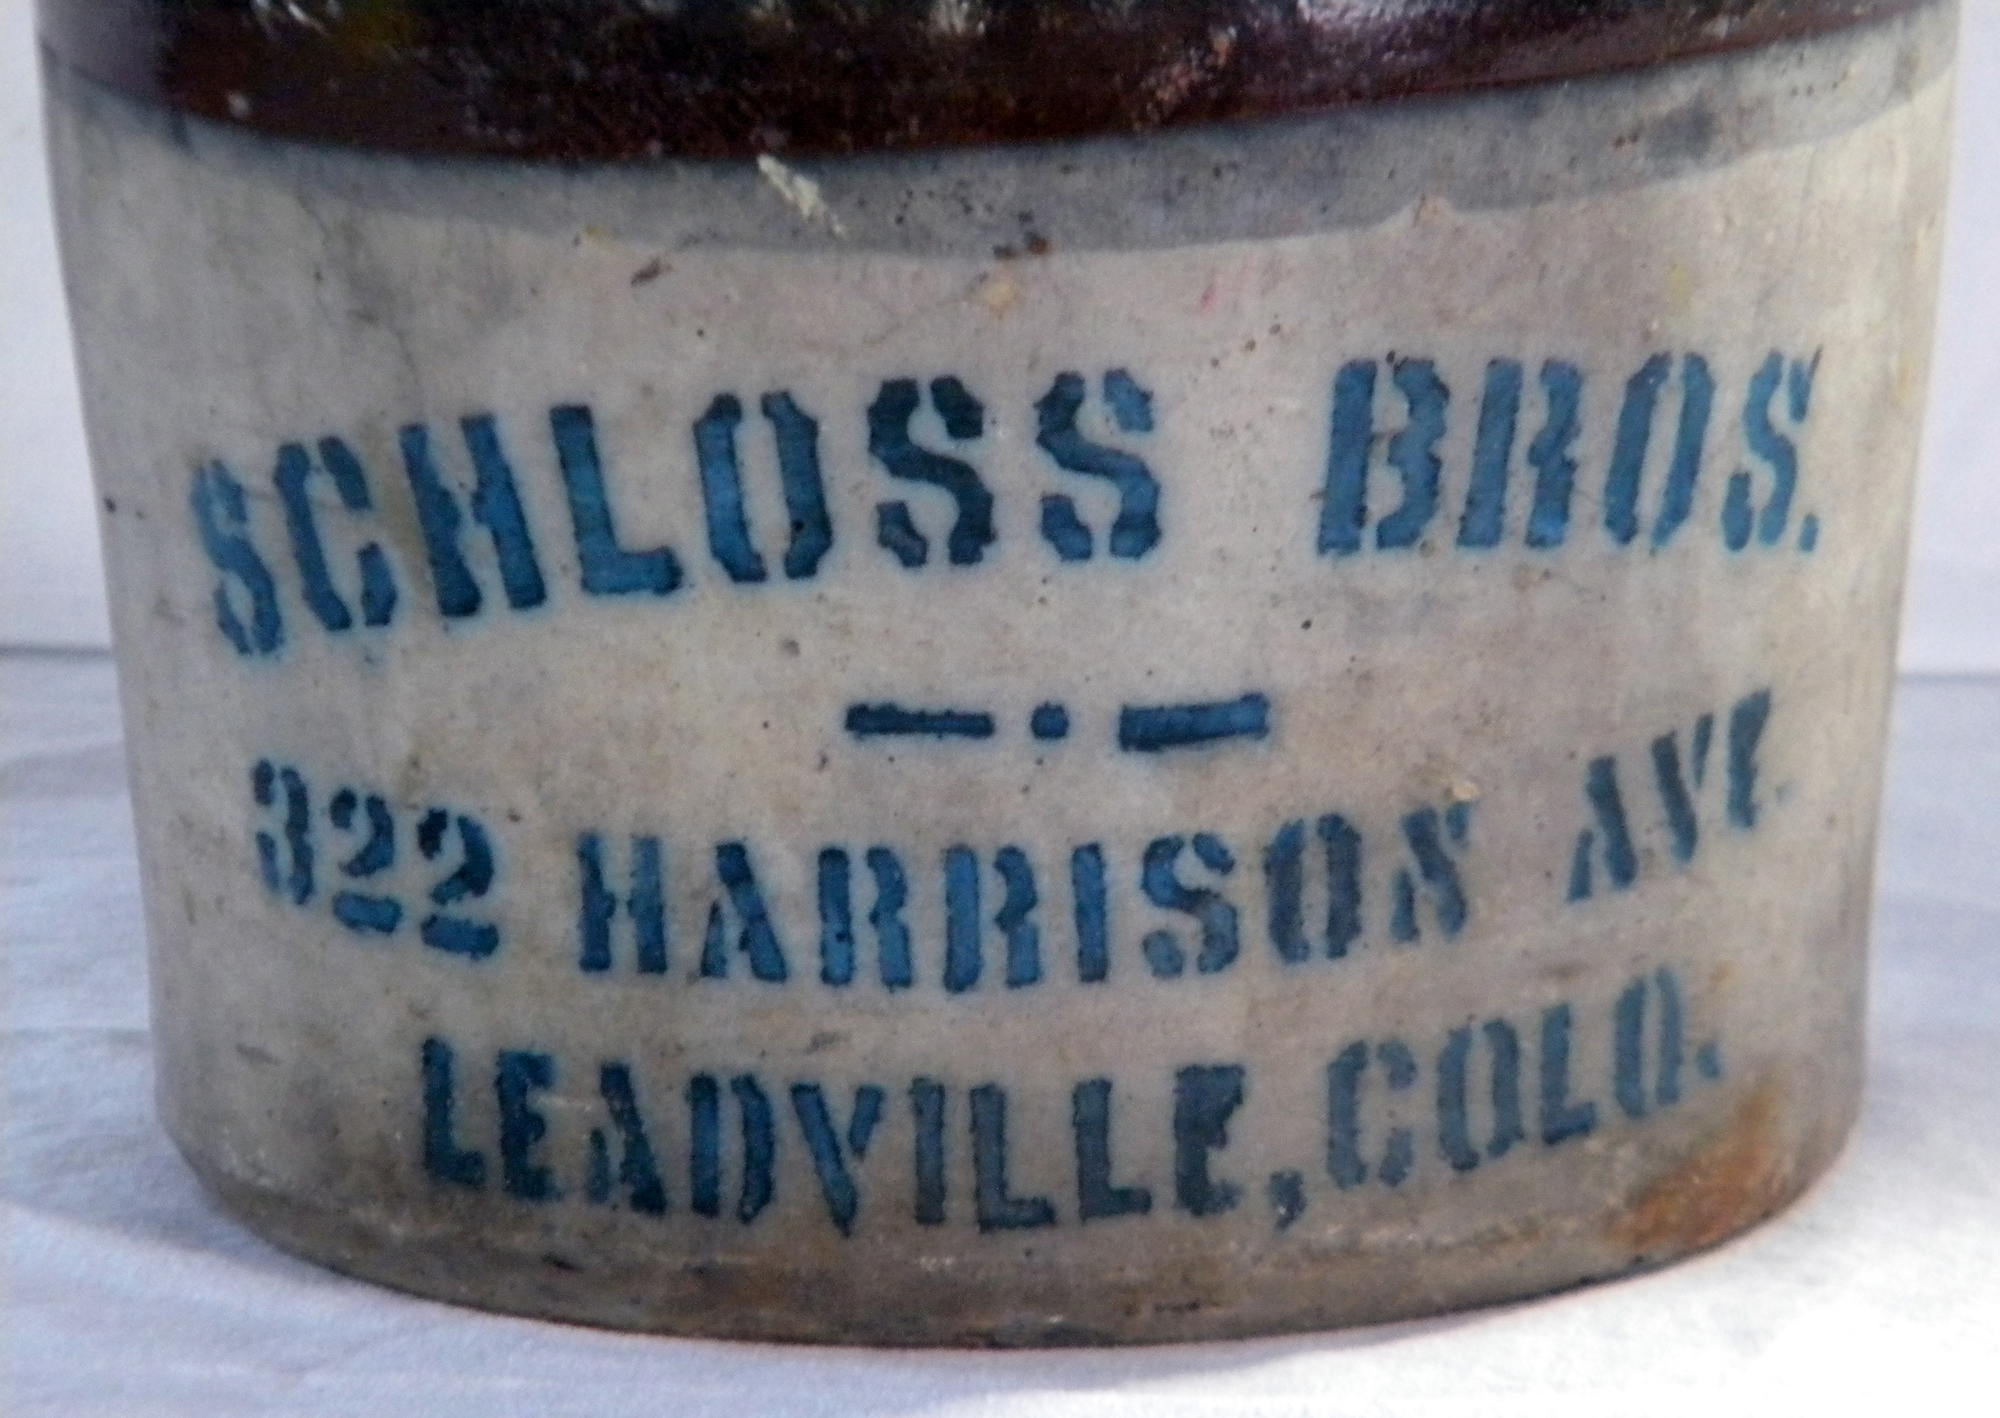 SCHLOSS BROS.
322 HARRISON AVE.
LEADVILLE, COLO.